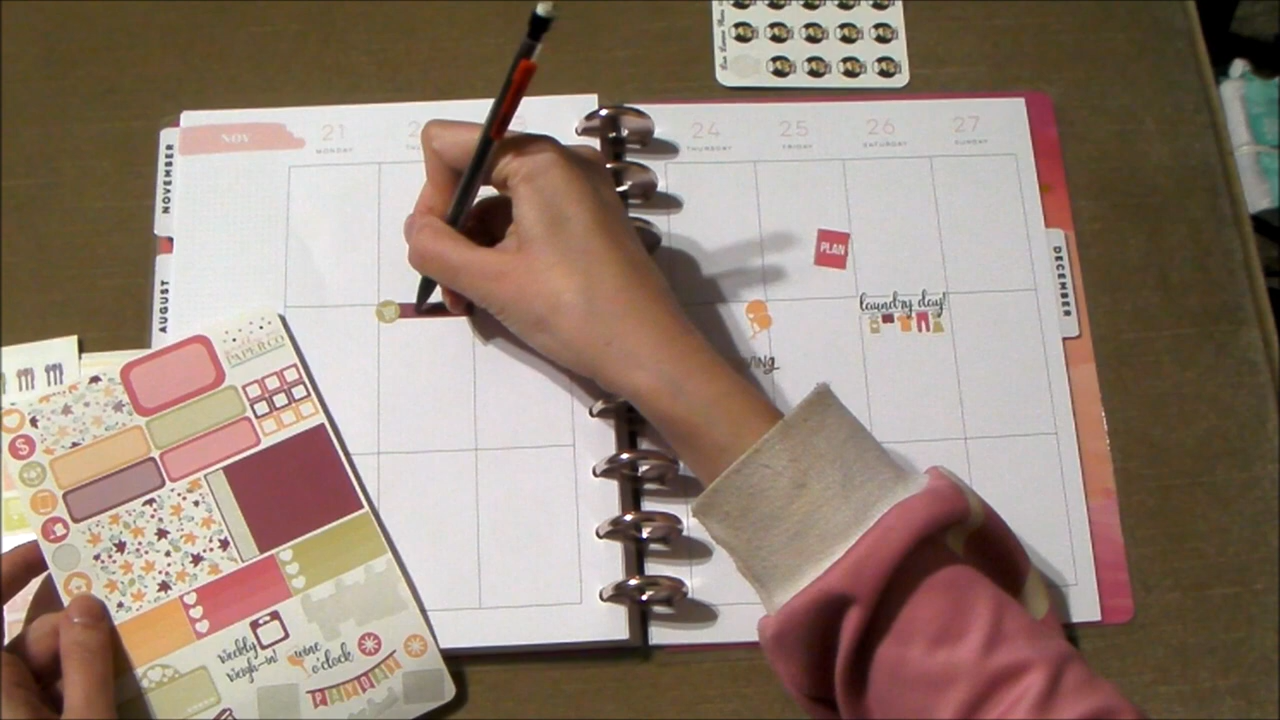 NOV
21
MONDAY
24
THURSDAY
25
FRIDAY
26
SATURDAY
27
SUNDAY
NOVEMBER
AUGUST
DECEMBER
PLAN
laundry day!
PAPER CO
$
weekly
weigh-in!
wine
o'clock
PAYDAY